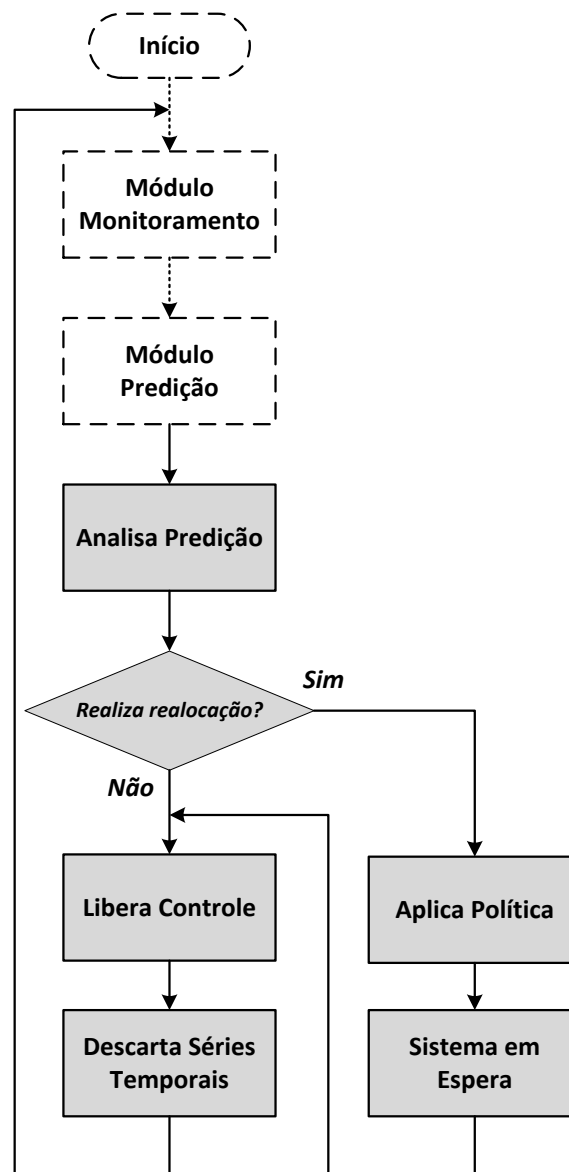 Início
Módulo
Monitoramento
Módulo
Predição
Analisa Predição
Sim
Realiza realocação?
Não
Libera Controle
Aplica Política
Descarta Séries
Temporais
Sistema em
Espera